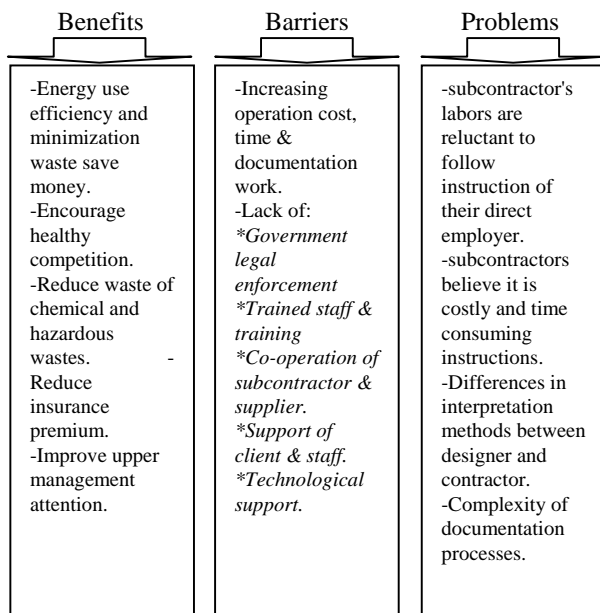 Benefits
-Energy use
efficiency and
minimization
waste save
money.
-Encourage
healthy
competition.
-Reduce waste of
chemical and
hazardous
wastes. -
Reduce
insurance
premium.
-Improve upper
management
attention.
Barriers
-Increasing
operation cost,
time &
documentation
work.
-Lack of:
*Government
legal
enforcement
*Trained staff &
training
*Co-operation of
subcontractor &
supplier.
*Support of
client & staff.
*Technological
support.
Problems
-subcontractor's
labors are
reluctant to
follow
instruction of
their direct
employer.
-subcontractors
believe it is
costly and time
consuming
instructions.
-Differences in
interpretation
methods between
designer and
contractor.
-Complexity of
documentation
processes.